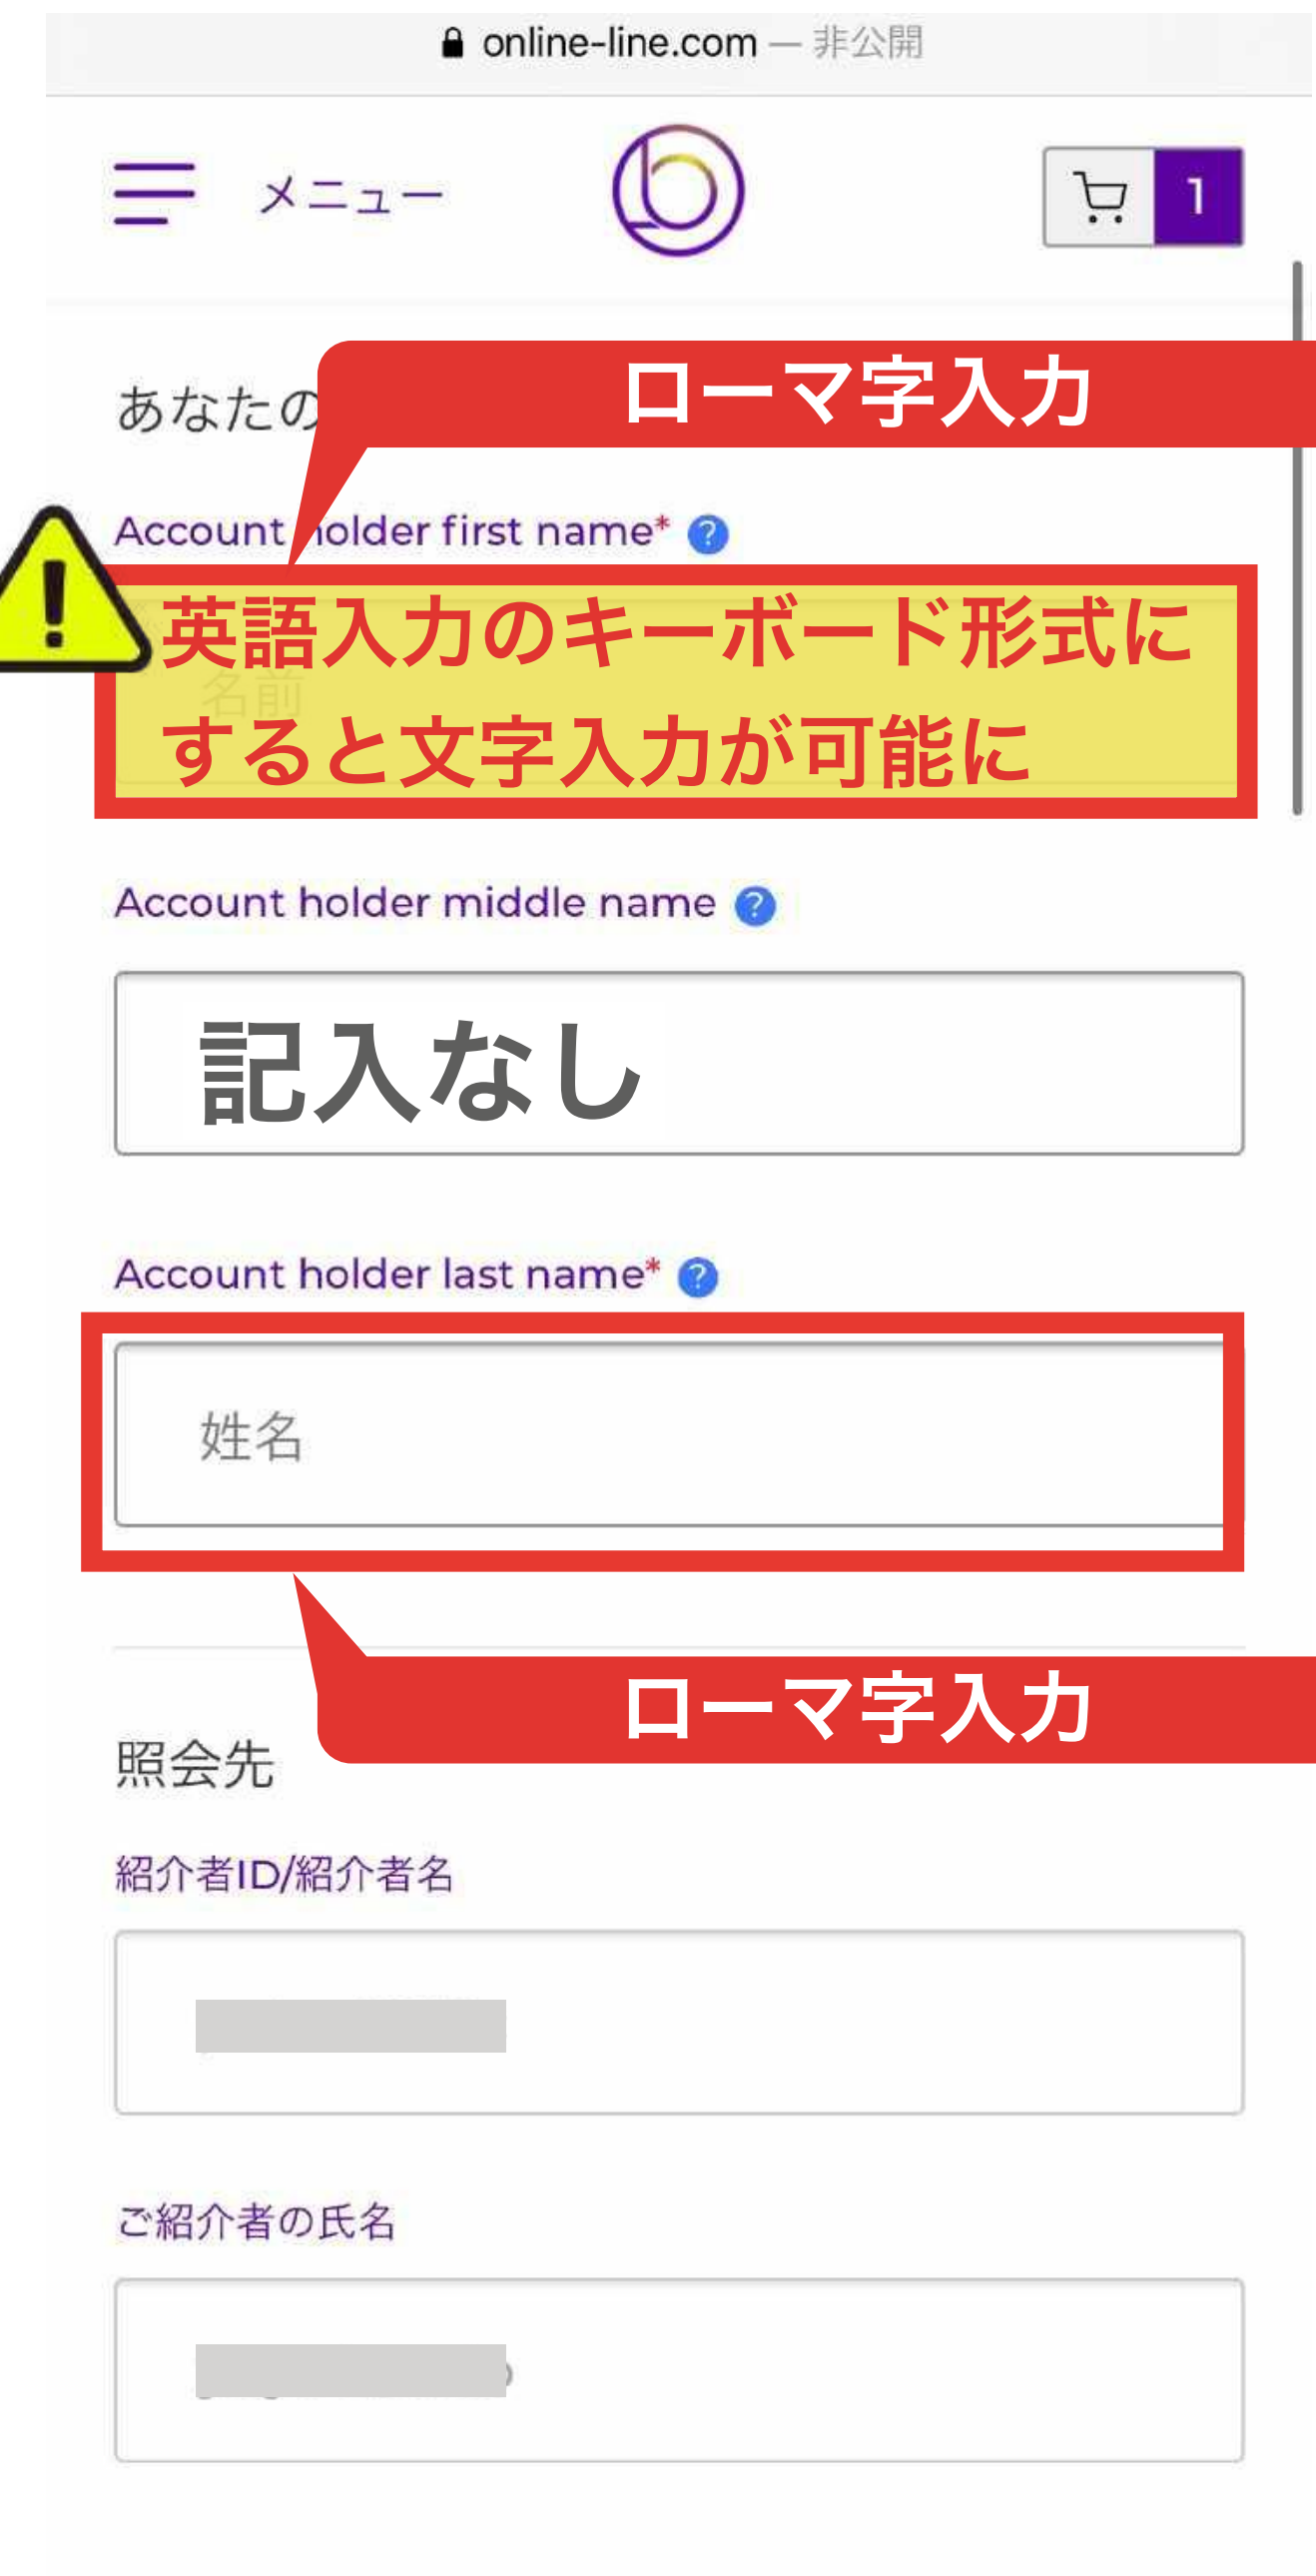 online-line.com — 非公開
メニュー
1
ローマ字入力
あなたの
Account holder first name* ?
!
英語入力のキーボード形式に
名前
すると文字入力が可能に
Account holder middle name ?
記入なし
Account holder last name* ?
姓名
ローマ字入力
照会先
紹介者ID/紹介者名
ご紹介者の氏名